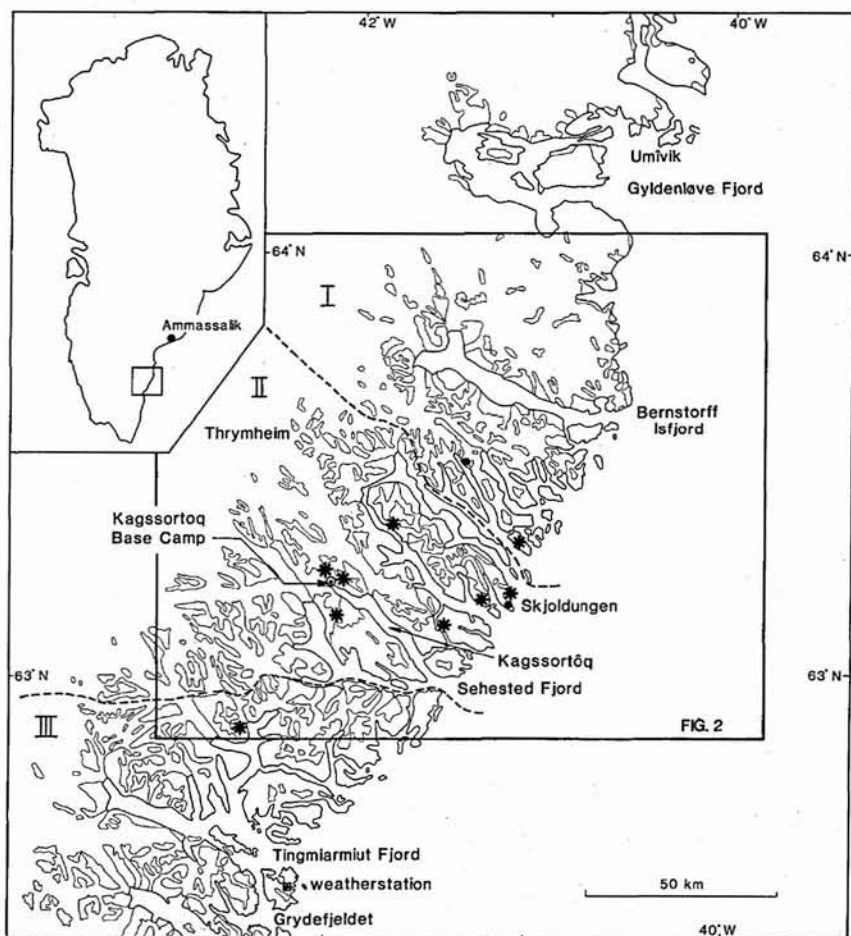 42° W
40° W
Umîvik
Gyldenløve Fjord
64° N
64° N
I
Ammassalik
II
Thrymheim
Bernstorff
Isfjord
Kagssortoq
Base Camp
Skjoldungen
Kagssortôq
63° N
63° N
Sehested Fjord
III
FIG. 2
Tingmiarmiut Fjord
weatherstation
50 km
Grydefjeldet
40° W